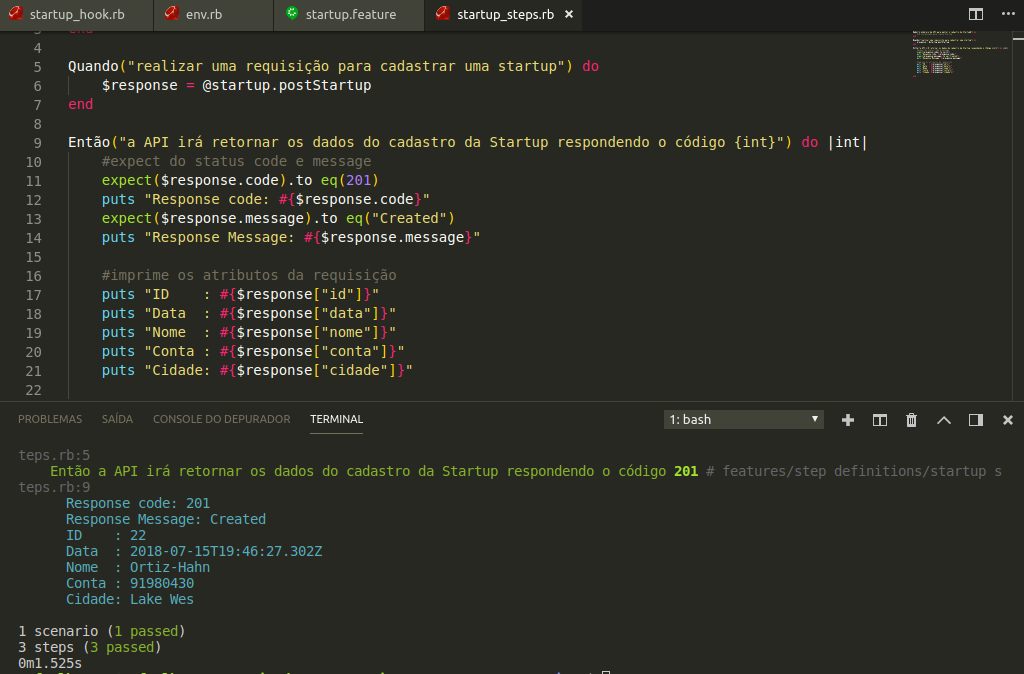 startup_hook.rb env.rb startup.feature startup_steps.rb ×
3 end
4
5 Quando("realizar uma requisição para cadastrar uma startup") do
6 $response = @startup.postStartup
7 end
8
9 Então("a API irá retornar os dados do cadastro da Startup respondendo o código {int}") do |int|
10 #expect do status code e message
11 expect($response.code).to eq(201)
12 puts "Response code: #{$response.code}"
13 expect($response.message).to eq("Created")
14 puts "Response Message: #{$response.message}"
15
16 #imprime os atributos da requisição
17 puts "ID    : #{$response["id"]}"
18 puts "Data  : #{$response["data"]}"
19 puts "Nome  : #{$response["nome"]}"
20 puts "Conta : #{$response["conta"]}"
21 puts "Cidade: #{$response["cidade"]}"
22
PROBLEMAS SAÍDA CONSOLE DO DEPURADOR TERMINAL 1: bash
teps.rb:5
Então a API irá retornar os dados do cadastro da Startup respondendo o código 201 # features/step definitions/startup s
teps.rb:9
Response code: 201
Response Message: Created
ID    : 22
Data  : 2018-07-15T19:46:27.302Z
Nome  : Ortiz-Hahn
Conta : 91980430
Cidade: Lake Wes
1 scenario (1 passed)
3 steps (3 passed)
0m1.525s